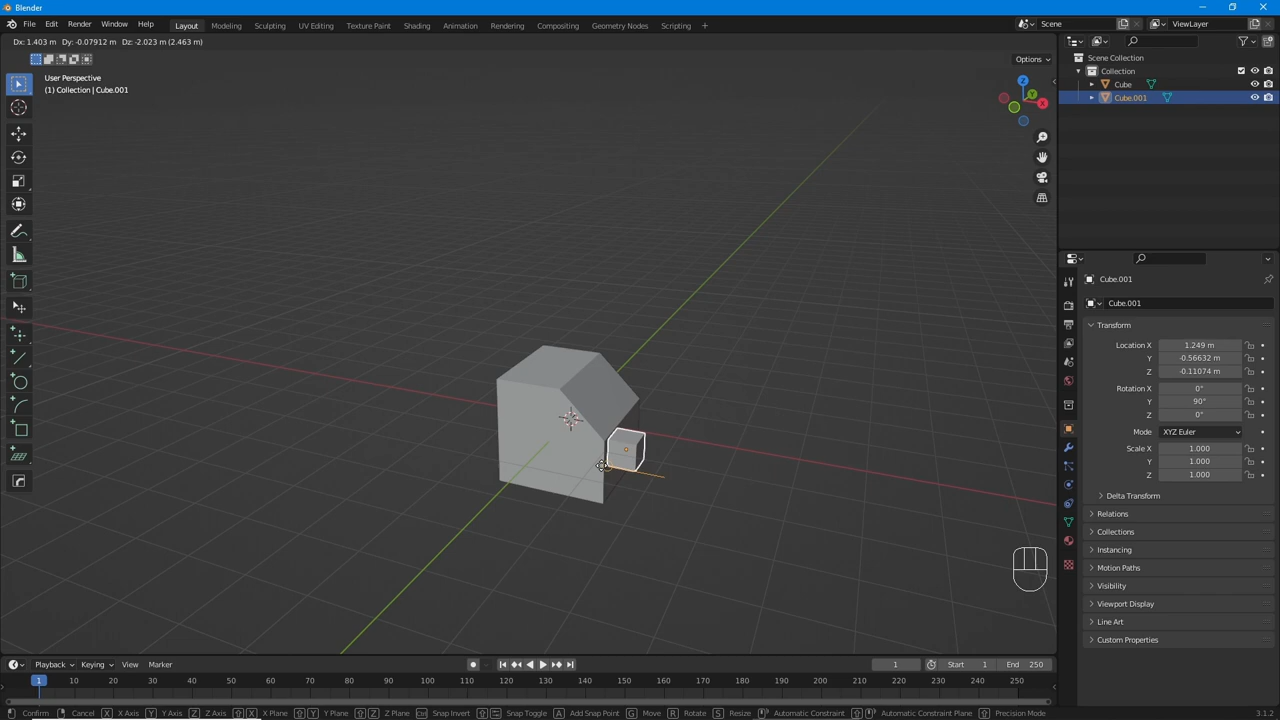 Blender
File Edit Render Window Help Layout Modeling Sculpting UV Editing Texture Paint Shading Animation Rendering Compositing Geometry Nodes Scripting + Scene ViewLayer
Dx: 1.403 m Dy: -0.07912 m Dz: -2.023 m (2.463 m)
Options
User Perspective
(1) Collection | Cube.001
Z
Y
X
Scene Collection
Collection
Cube
Cube.001
Cube.001
Cube.001
Transform
Location X 1.249 m
Y -0.56632 m
Z -0.11074 m
Rotation X 0°
Y 90°
Z 0°
Mode XYZ Euler
Scale X 1.000
Y 1.000
Z 1.000
Delta Transform
Relations
Collections
Instancing
Motion Paths
Visibility
Viewport Display
Line Art
Custom Properties
Playback Keying View Marker 1 Start 1 End 250
1 10 20 30 40 50 60 70 80 90 100 110 120 130 140 150 160 170 180 190 200 210 220 230 240 250
Confirm Cancel X X Axis Y Y Axis Z Z Axis X X Plane Y Y Plane Z Z Plane Snap Invert Snap Toggle A Add Snap Point G Move R Rotate S Resize Automatic Constraint Automatic Constraint Plane Precision Mode 3.1.2